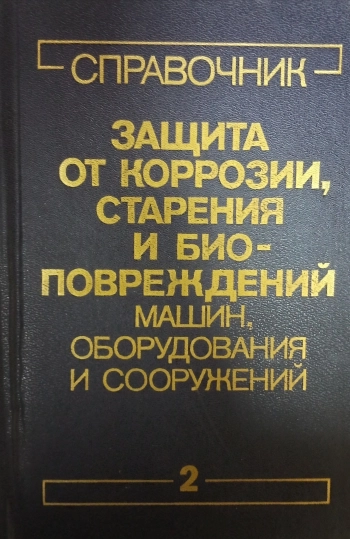 СПРАВОЧНИК
ЗАЩИТА
ОТ КОРРОЗИИ,
СТАРЕНИЯ
И БИО-
ПОВРЕЖДЕНИЙ
МАШИН,
ОБОРУДОВАНИЯ
И СООРУЖЕНИЙ
2